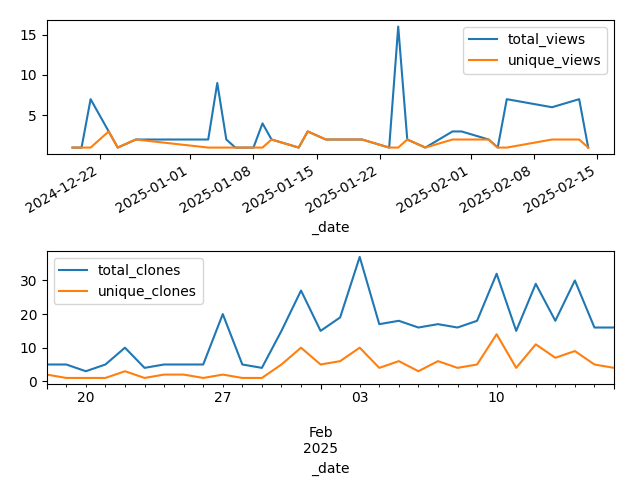 15
10
5
total_views
unique_views
2024-12-22
2025-01-01
2025-01-08
2025-01-15
2025-01-22
2025-02-01
2025-02-08
2025-02-15
_date
30
20
10
0
total_clones
unique_clones
20
27
03
10
Feb
2025
_date